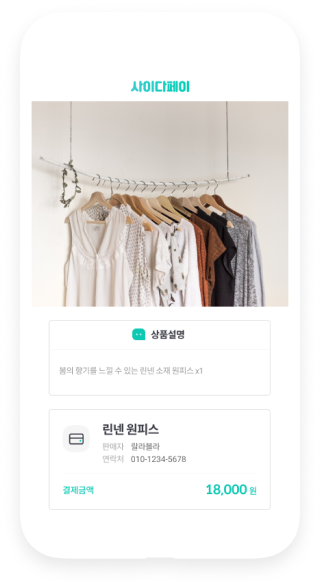 사이다페이
상품설명
봄의 향기를 느낄 수 있는 린넨 소재 원피스 x1
린넨 원피스
판매자 랄라블라
연락처 010-1234-5678
결제금액 18,000 원